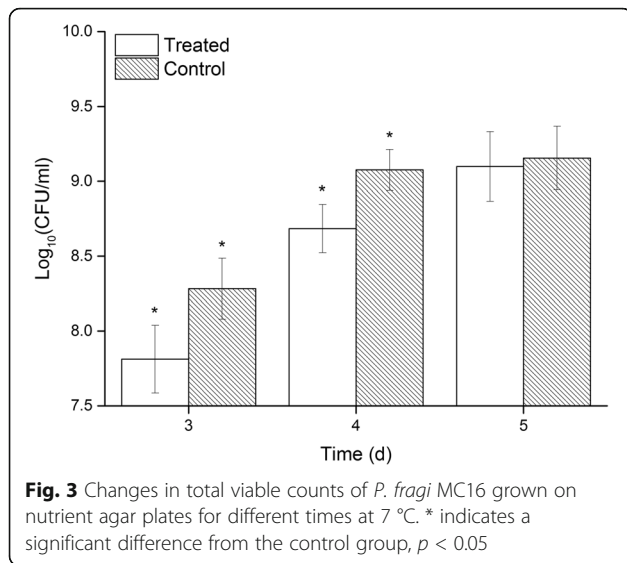 10.0
9.5
9.0
8.5
8.0
7.5
Log₁₀(CFU/ml)
Treated
Control
*
*
*
*
3 4 5
Time (d)
Fig. 3 Changes in total viable counts of P. fragi MC16 grown on
nutrient agar plates for different times at 7 °C. * indicates a
significant difference from the control group, p < 0.05